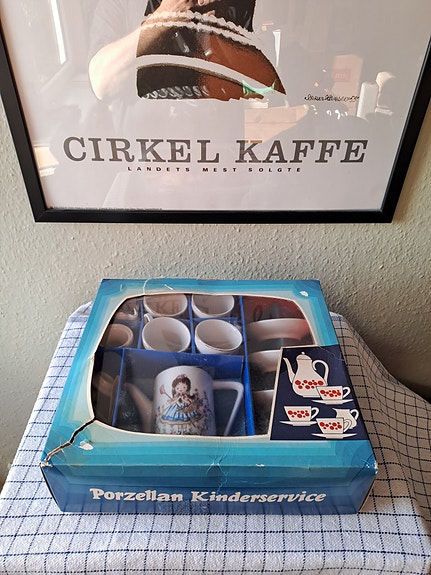 CIRKEL KAFFE
LANDETS MEST SOLGTE
Porzellan Kinderservice